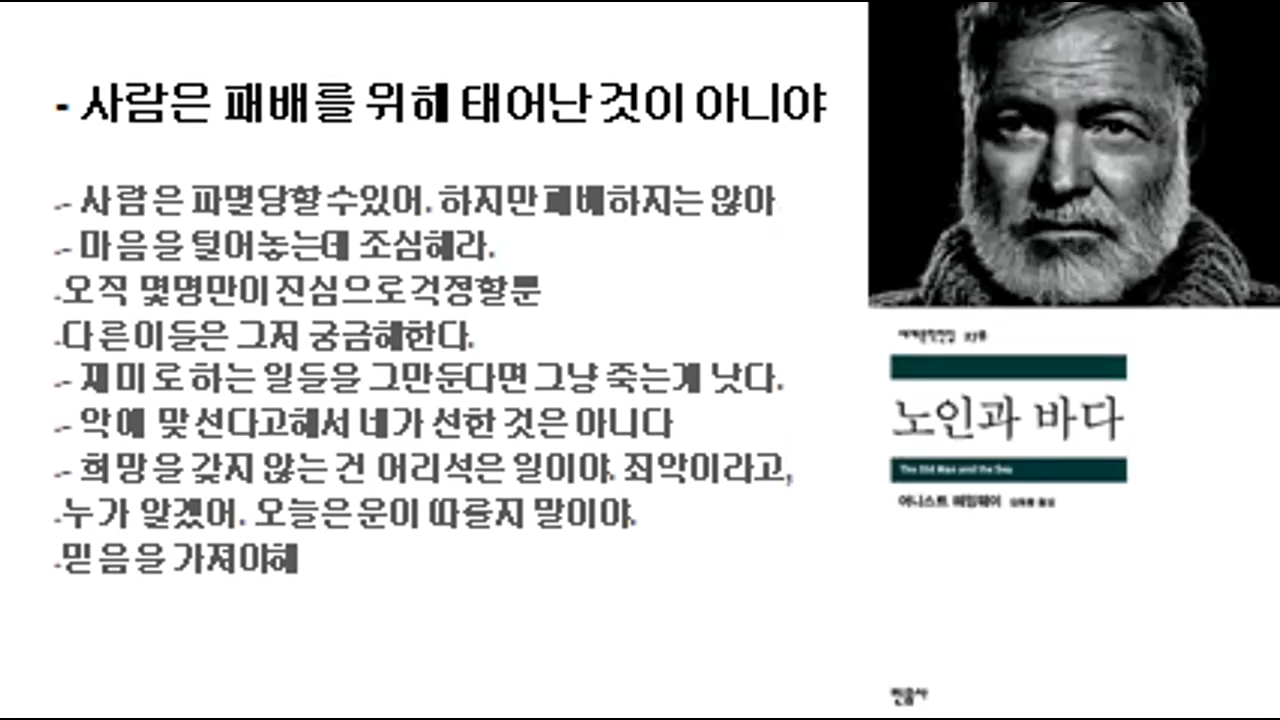 - 사람은 패배를 위해 태어난 것이 아니야
-- 사람은 파멸당할수있어. 하지만 패배하지는 않아
-- 마음을 털어놓는데 조심해라.
-오직 몇명만이 진심으로걱정할뿐
-다른이들은 그저 궁금해한다.
-- 재미로 하는 일들을 그만둔다면 그냥 죽는게 낫다.
-- 악에 맞선다고해서 네가 선한 것은 아니다
-- 희망을 갖지 않는 건 어리석은 일이야. 죄악이라고,
-누가 알겠어. 오늘은운이 따를지 말이야.
-믿음을 가져야해
세계문학전집
노인과 바다
The Old Man and the Sea
어니스트 헤밍웨이
민음사